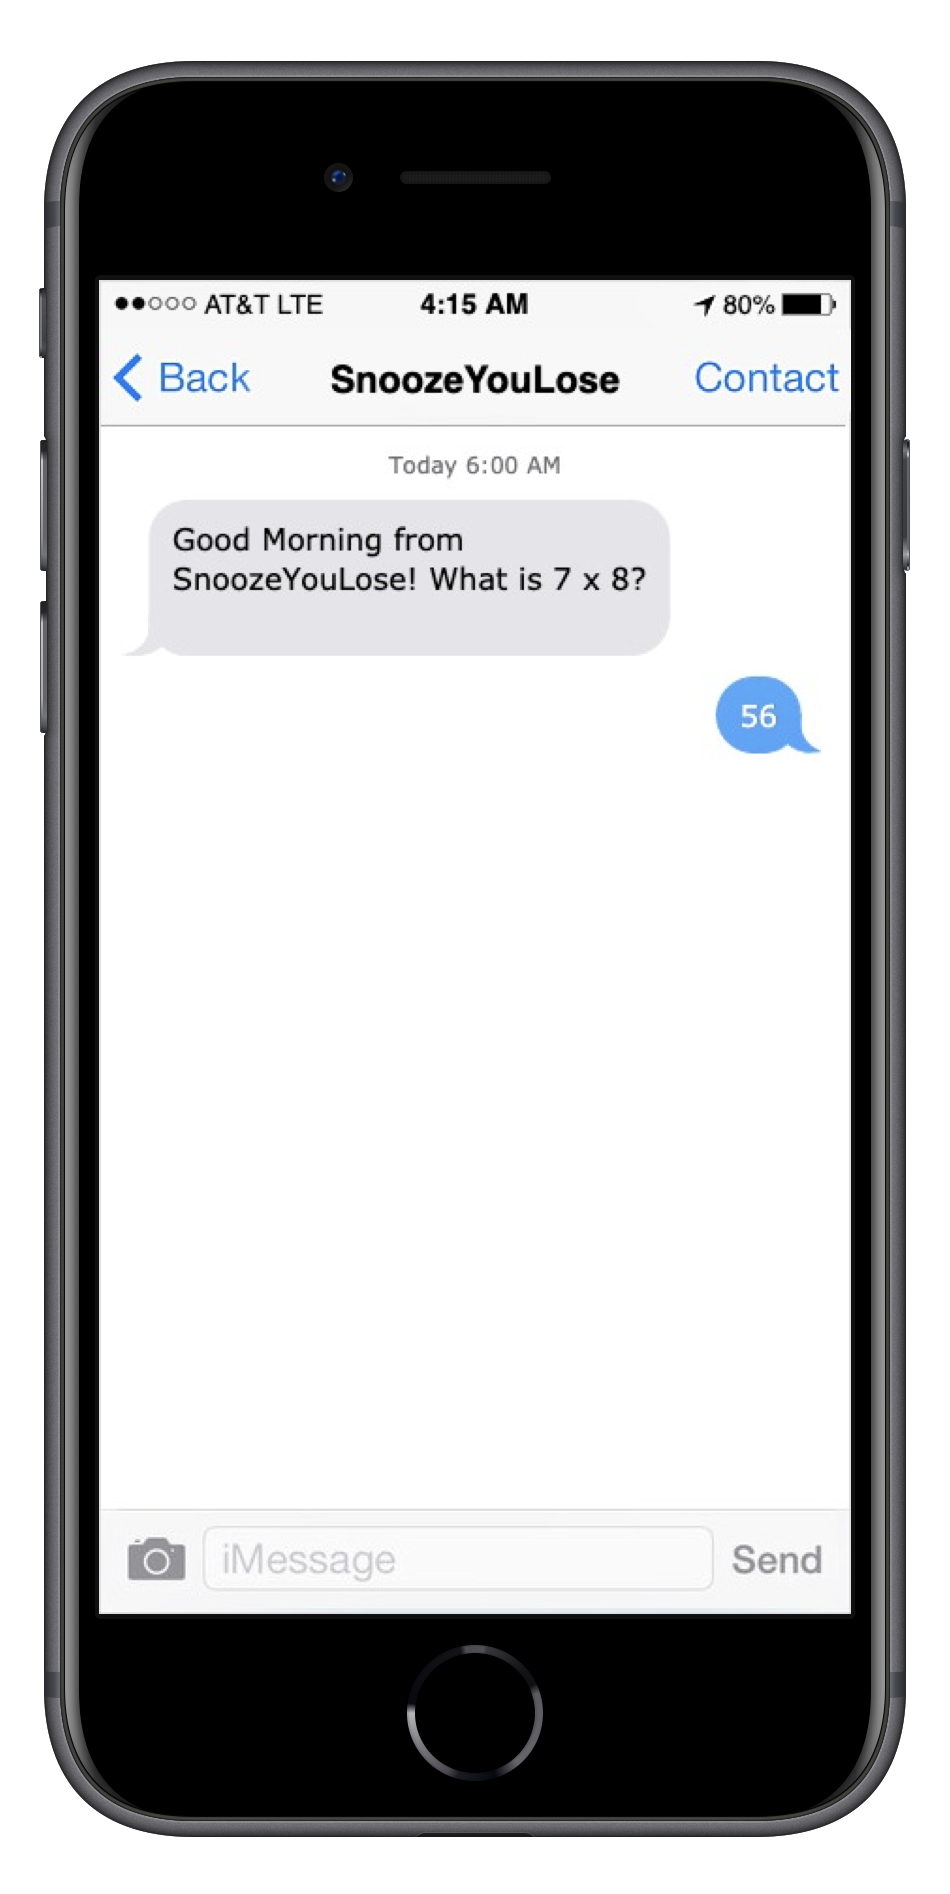 AT&T LTE 4:15 AM 80%
Back SnoozeYouLose Contact
Today 6:00 AM
Good Morning from
SnoozeYouLose! What is 7 x 8?
56
iMessage Send